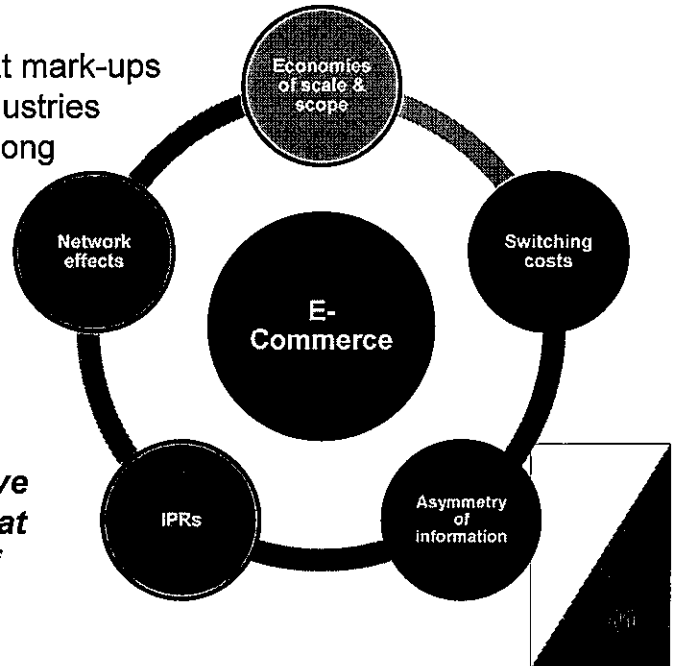 t mark-ups
ustries
ong
Economies
of scale &
scope
Network
effects
Switching
costs
E-
Commerce
IPRs
Asymmetry
of
information
ve
at